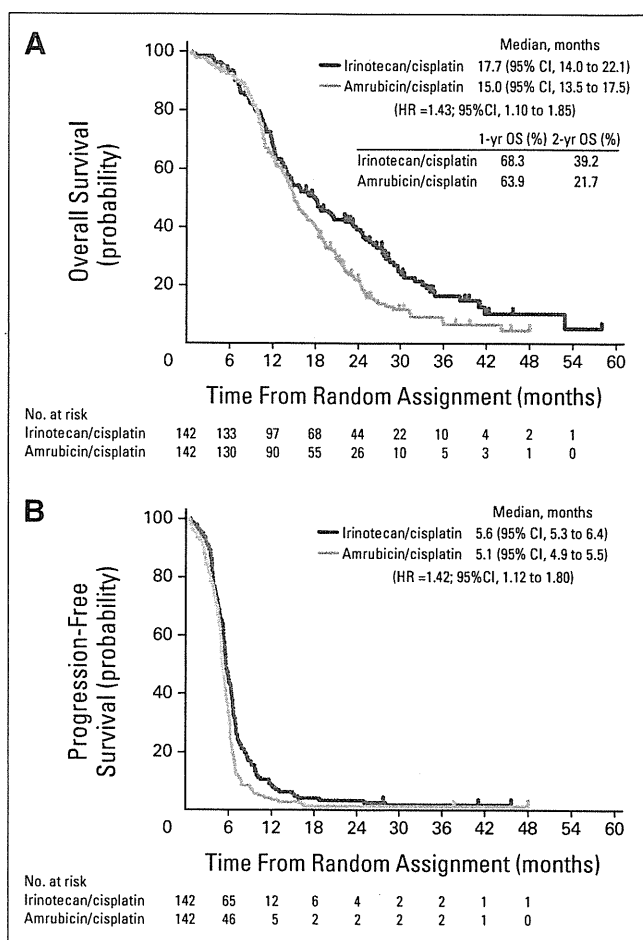 A
Median, months
Irinotecan/cisplatin 17.7 (95% CI, 14.0 to 22.1)
Amrubicin/cisplatin 15.0 (95% CI, 13.5 to 17.5)
(HR =1.43; 95%CI, 1.10 to 1.85)
1-yr OS (%) 2-yr OS (%)
Irinotecan/cisplatin 68.3 39.2
Amrubicin/cisplatin 63.9 21.7
Overall Survival
(probability)
100
80
60
40
20
0 6 12 18 24 30 36 42 48 54 60
Time From Random Assignment (months)
No. at risk
Irinotecan/cisplatin 142 133 97 68 44 22 10 4 2 1
Amrubicin/cisplatin 142 130 90 55 26 10 5 3 1 0
B
Median, months
Irinotecan/cisplatin 5.6 (95% CI, 5.3 to 6.4)
Amrubicin/cisplatin 5.1 (95% CI, 4.9 to 5.5)
(HR =1.42; 95%CI, 1.12 to 1.80)
Progression-Free
Survival (probability)
100
80
60
40
20
0 6 12 18 24 30 36 42 48 54 60
Time From Random Assignment (months)
No. at risk
Irinotecan/cisplatin 142 65 12 6 4 2 2 1 1
Amrubicin/cisplatin 142 46 5 2 2 2 2 1 0